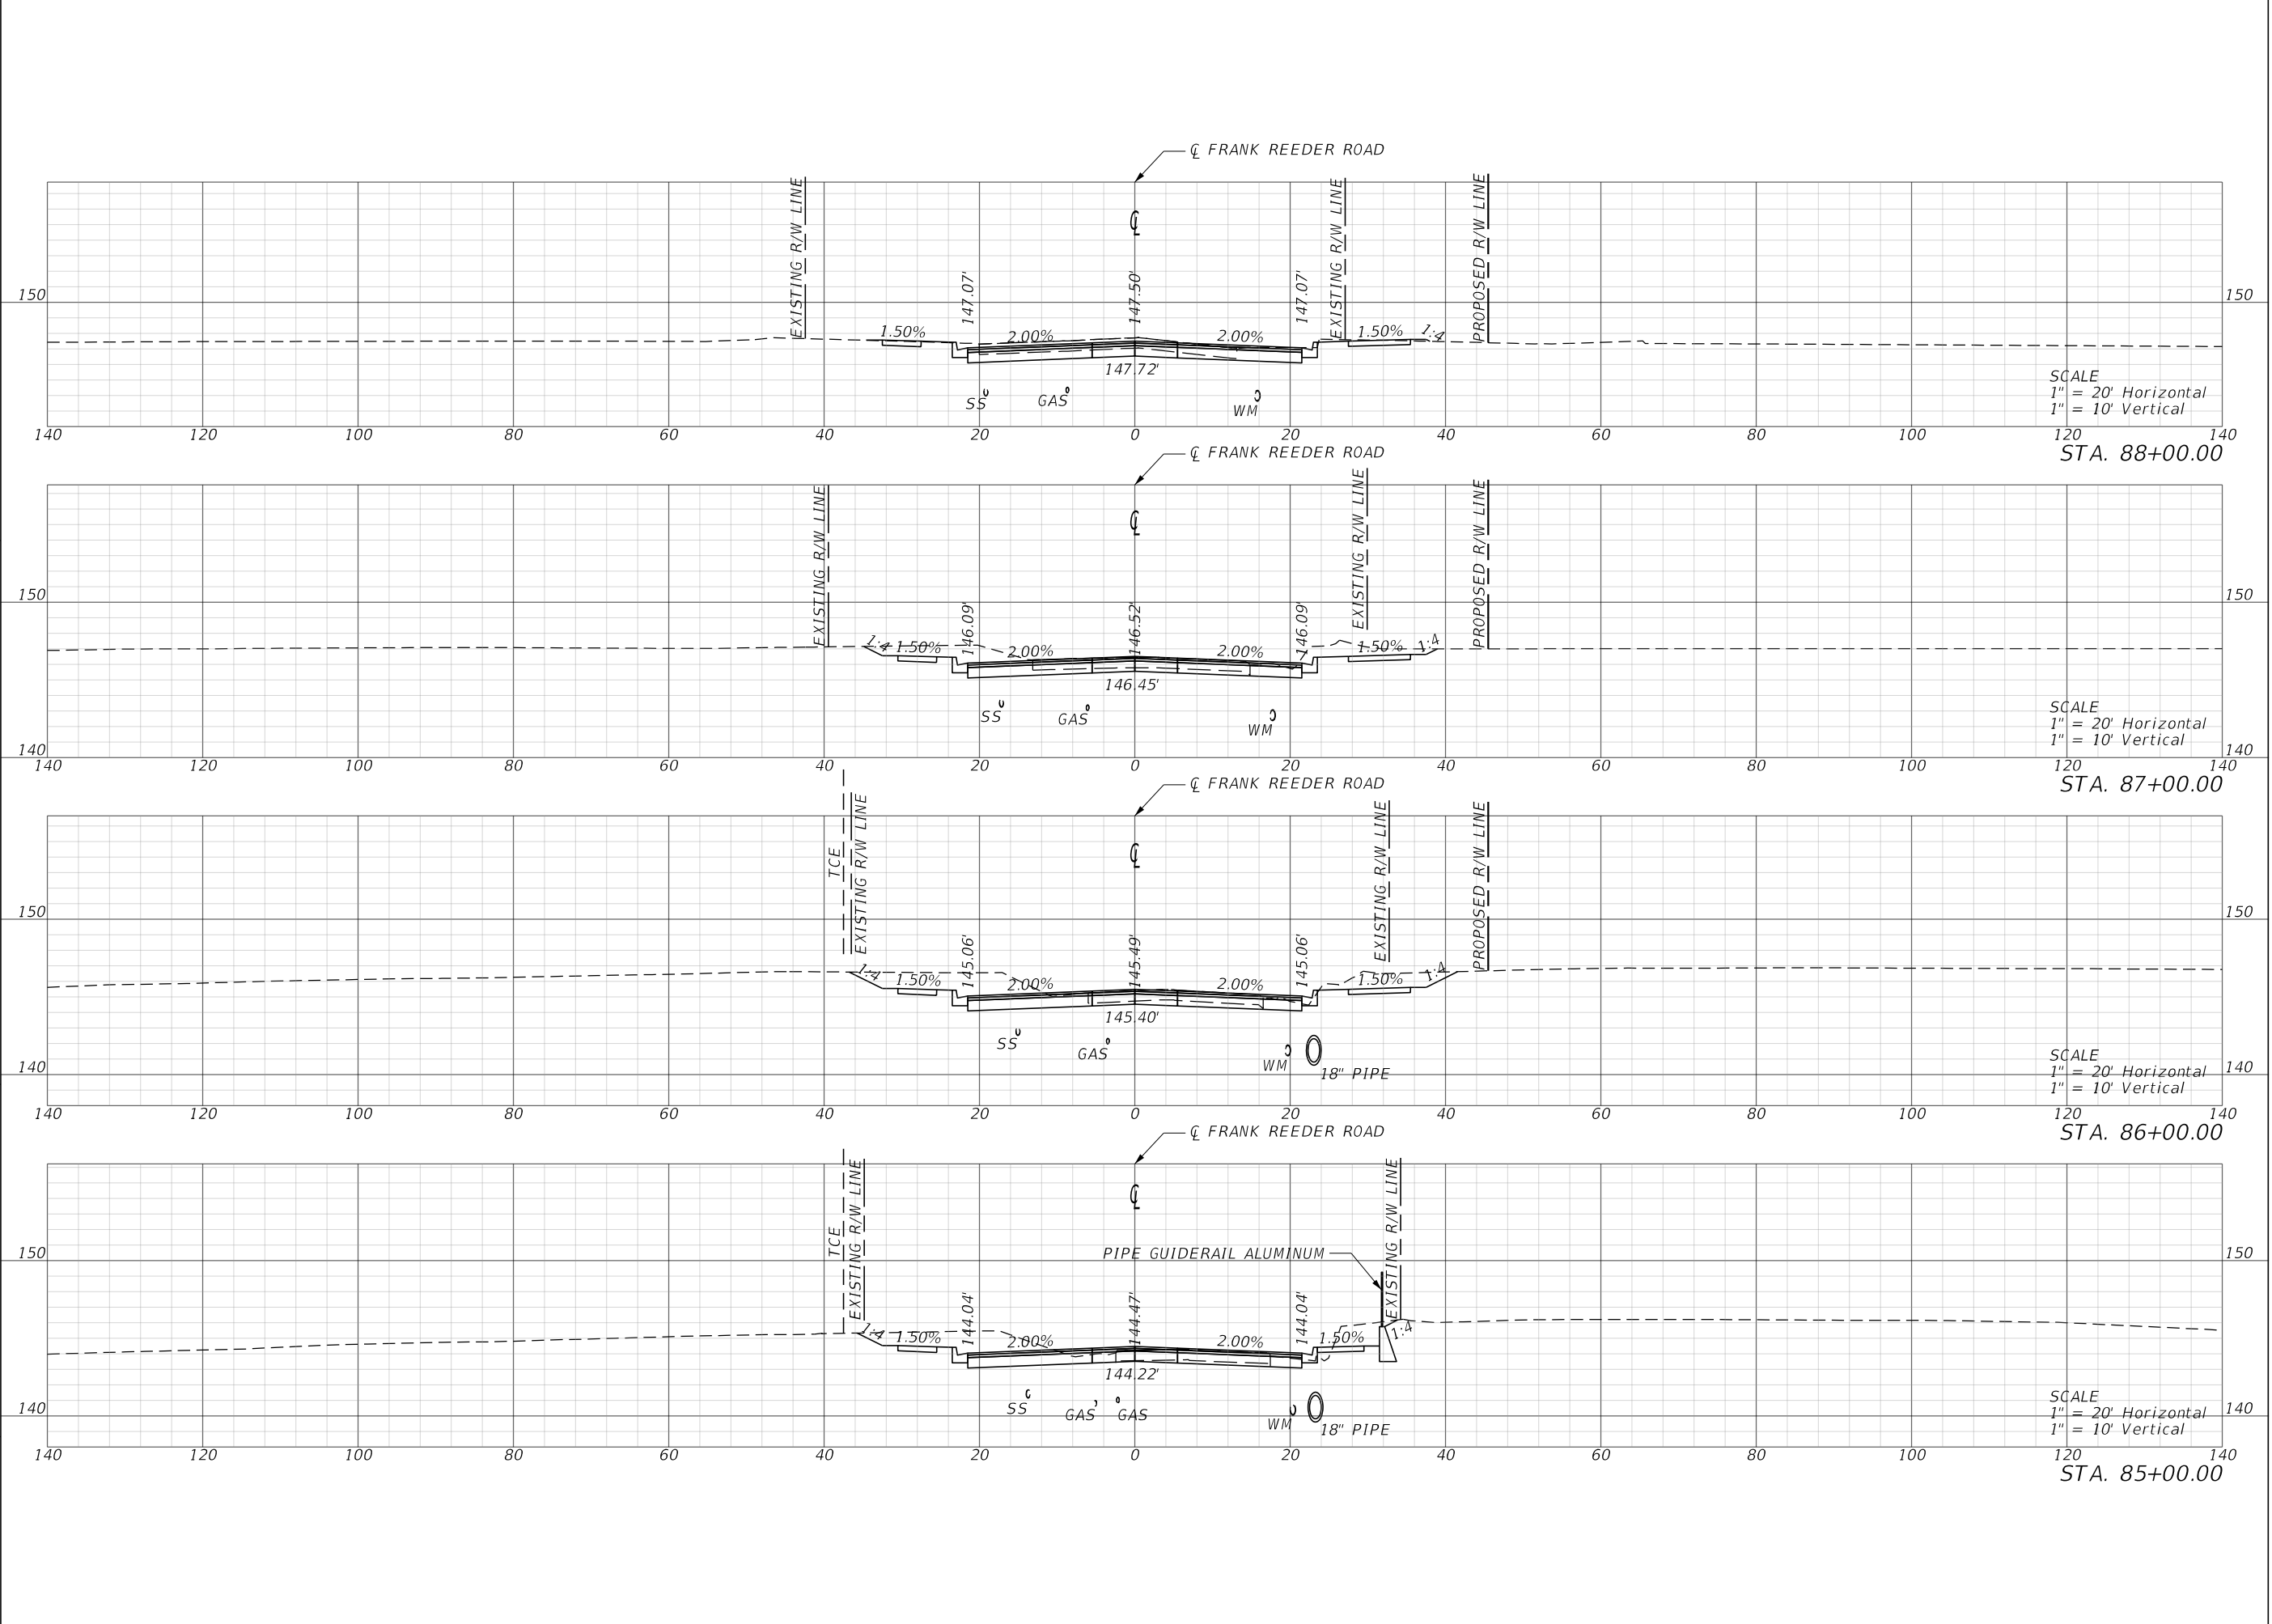 ℄ FRANK REEDER ROAD
EXISTING R/W LINE
EXISTING R/W LINE
PROPOSED R/W LINE
℄
147.07'
147.50'
147.07'
150
150
1.50%
2.00%
2.00%
1.50%
1:4
147.72'
SS
GAS
WM
SCALE
1" = 20' Horizontal
1" = 10' Vertical
140 120 100 80 60 40 20 0 20 40 60 80 100 120 140
STA. 88+00.00
℄ FRANK REEDER ROAD
EXISTING R/W LINE
EXISTING R/W LINE
PROPOSED R/W LINE
℄
150
150
146.09'
146.52'
146.09'
1:4
1.50%
2.00%
2.00%
1.50%
1:4
146.45'
SS
GAS
WM
SCALE
1" = 20' Horizontal
1" = 10' Vertical
140
140
140 120 100 80 60 40 20 0 20 40 60 80 100 120 140
STA. 87+00.00
℄ FRANK REEDER ROAD
TCE
EXISTING R/W LINE
EXISTING R/W LINE
PROPOSED R/W LINE
℄
150
150
145.06'
145.49'
145.06'
1:4
1.50%
2.00%
2.00%
1.50%
1:4
145.40'
SS
GAS
WM
18" PIPE
SCALE
1" = 20' Horizontal
1" = 10' Vertical
140
140
140 120 100 80 60 40 20 0 20 40 60 80 100 120 140
STA. 86+00.00
℄ FRANK REEDER ROAD
TCE
EXISTING R/W LINE
EXISTING R/W LINE
℄
PIPE GUIDERAIL ALUMINUM
150
150
144.04'
144.47'
144.04'
1:4
1.50%
2.00%
2.00%
1.50%
1:4
144.22'
SS
GAS
GAS
WM
18" PIPE
SCALE
1" = 20' Horizontal
1" = 10' Vertical
140
140
140 120 100 80 60 40 20 0 20 40 60 80 100 120 140
STA. 85+00.00